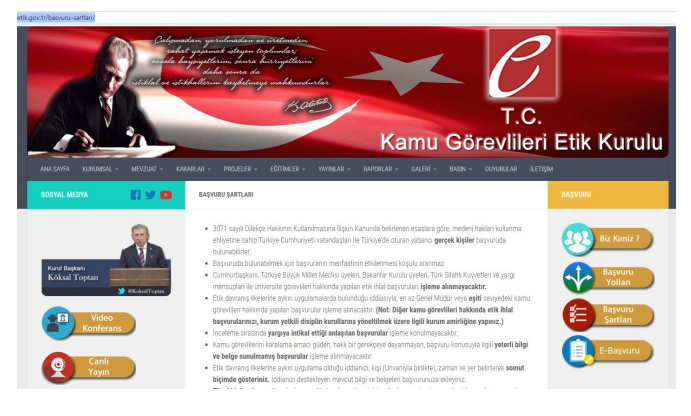 etik.gov.tr/basvuru-sartlari/
Çalışmadan, yorulmadan ve üretmeden,
rahat yaşamak isteyen toplumlar;
evvela haysiyetlerini, sonra hürriyetlerini
daha sonra da
istiklal ve istikballerini kaybetmeye mahkumdurlar
K.Atatürk
T.C.
Kamu Görevlileri Etik Kurulu
ANA SAYFA KURUMSAL MEVZUAT KARARLAR PROJELER EĞİTİMLER YAYINLAR RAPORLAR GALERİ BASIN DUYURULAR İLETİŞİM
SOSYAL MEDYA
Kurul Başkanı
Köksal Toptan
@KoksalToptan
Video
Konferans
Canlı
Yayın
BAŞVURU ŞARTLARI
3071 sayılı Dilekçe Hakkının Kullanılmasına İlişkin Kanunda belirlenen esaslara göre, medeni hakları kullanma
ehliyetine sahip Türkiye Cumhuriyeti vatandaşları ile Türkiye'de oturan yabancı gerçek kişiler başvuruda
bulunabilirler.
Başvuruda bulunabilmek için başvuranın menfaatinin etkilenmesi koşulu aranmaz.
Cumhurbaşkanı, Türkiye Büyük Millet Meclisi üyeleri, Bakanlar Kurulu üyeleri, Türk Silahlı Kuvvetleri ve yargı
mensupları ile üniversite görevlileri hakkında yapılan etik ihlal başvuruları işleme alınmayacaktır.
Etik davranış ilkelerine aykırı uygulamalarda bulunduğu iddiasıyla, en az Genel Müdür veya eşiti seviyedeki kamu
görevlileri hakkında yapılan başvurular işleme alınacaktır. (Not: Diğer kamu görevlileri hakkında etik ihlal
başvurularınızı, kurum yetkili disiplin kurullarına yöneltilmek üzere ilgili kurum amirliğine yapınız.)
İnceleme sırasında yargıya intikal ettiği anlaşılan başvurular işleme konulmayacaktır.
Kamu görevlilerini karalama amacı güden, haklı bir gerekçeye dayanmayan, başvuru konusuyla ilgili yeterli bilgi
ve belge sunulmamış başvurular işleme alınmayacaktır.
Etik davranış ilkelerine aykırı uygulama olduğu iddianızı; kişi (Unvanıyla birlikte), zaman ve yer belirterek somut
biçimde gösteriniz. İddianızı destekleyen mevcut bilgi ve belgeleri başvurunuza ekleyiniz.
BAŞVURU
Biz Kimiz ?
Başvuru
Yolları
Başvuru
Şartları
E-Başvuru